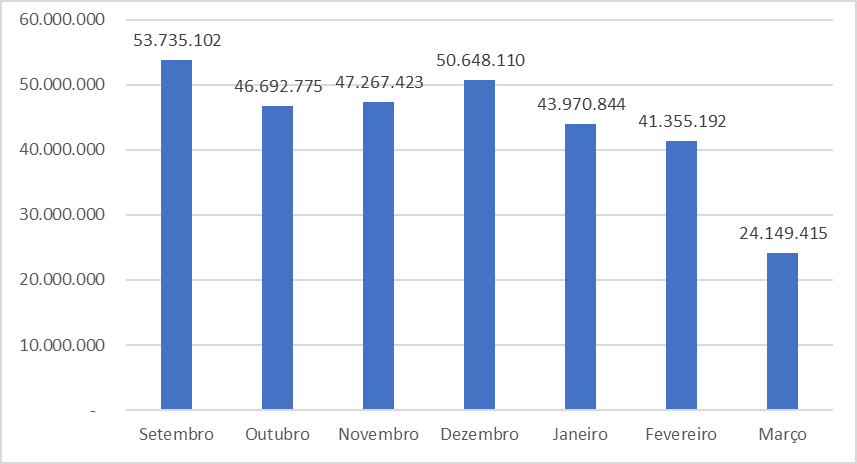 60.000.000
50.000.000
40.000.000
30.000.000
20.000.000
10.000.000
-
53.735.102
46.692.775
47.267.423
50.648.110
43.970.844
41.355.192
24.149.415
Setembro
Outubro
Novembro
Dezembro
Janeiro
Fevereiro
Março